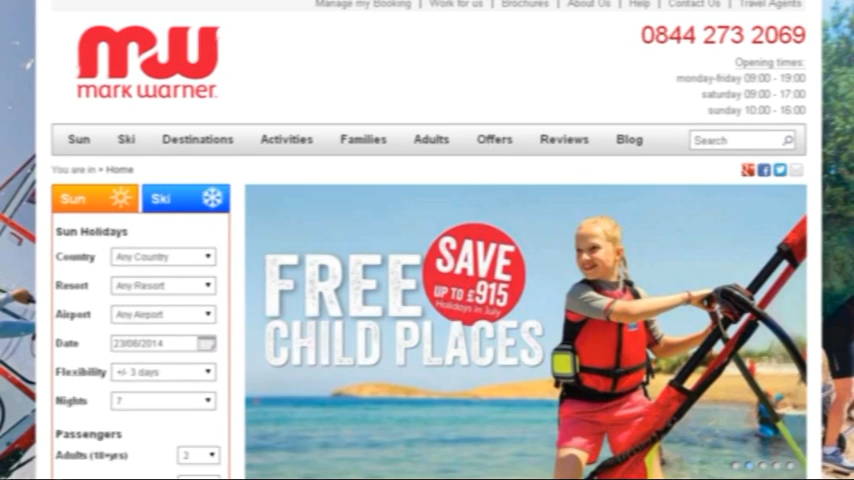 Manage my Booking | Work for us | Brochures | About Us | Help | Contact Us | Travel Agents
mw
mark warner
0844 273 2069
Opening times:
monday-friday 09:00 - 19:00
saturday 09:00 - 17:00
sunday 10:00 - 16:00
Sun Ski Destinations Activities Families Adults Offers Reviews Blog Search
You are in • Home
Sun Ski
Sun Holidays
Country Any Country
Resort Any Resort
Airport Any Airport
Date 23/06/2014
Flexibility +/- 3 days
Nights 7
Passengers
Adults (18+yrs) 2
FREE
CHILD PLACES
SAVE
UP TO £915
Holidays in July